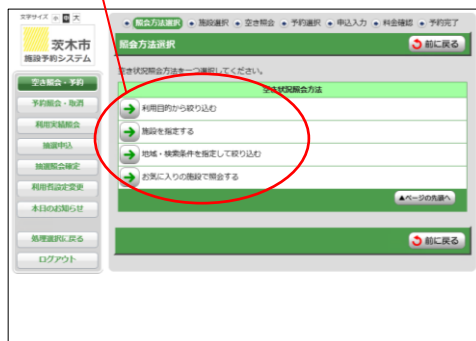 文字サイズ 小 中 大
照会方法選択 施設選択 空き照会 予約選択 申込入力 料金確認 予約完了
茨木市
施設予約システム
照会方法選択
前に戻る
空き状況照会方法を一つ選択してください。
空き状況照会方法
利用目的から絞り込む
施設を指定する
地域・検索条件を指定して絞り込む
お気に入りの施設で照会する
▲ページの先頭へ
前に戻る
空き照会・予約
予約照会・取消
利用実績照会
抽選申込
抽選照会確定
利用者設定変更
本日のお知らせ
処理選択に戻る
ログアウト